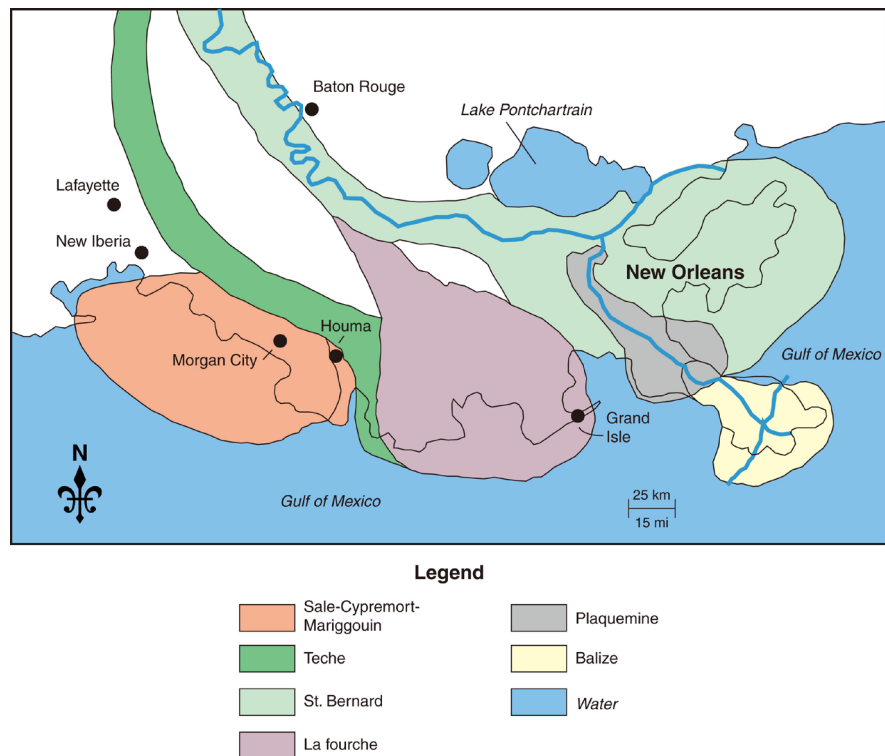 Baton Rouge
Lake Pontchartrain
Lafayette
New Iberia
New Orleans
Houma
Morgan City
Gulf of Mexico
Grand
Isle
N
Gulf of Mexico
25 km
15 mi
Legend
Sale-Cypremort-
Mariggouin
Teche
St. Bernard
La fourche
Plaquemine
Balize
Water